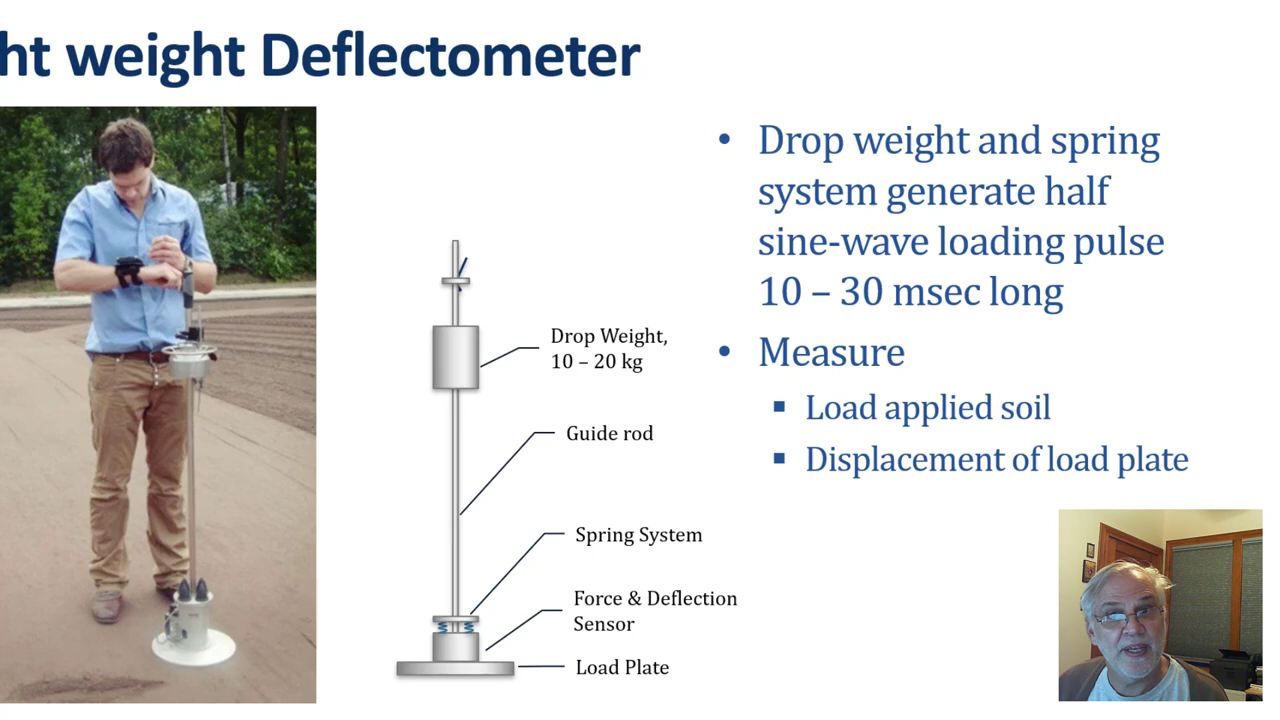 ht weight Deflectometer
• Drop weight and spring
system generate half
sine-wave loading pulse
10 – 30 msec long
• Measure
▪ Load applied soil
▪ Displacement of load plate
Drop Weight,
10 – 20 kg
Guide rod
Spring System
Force & Deflection
Sensor
Load Plate